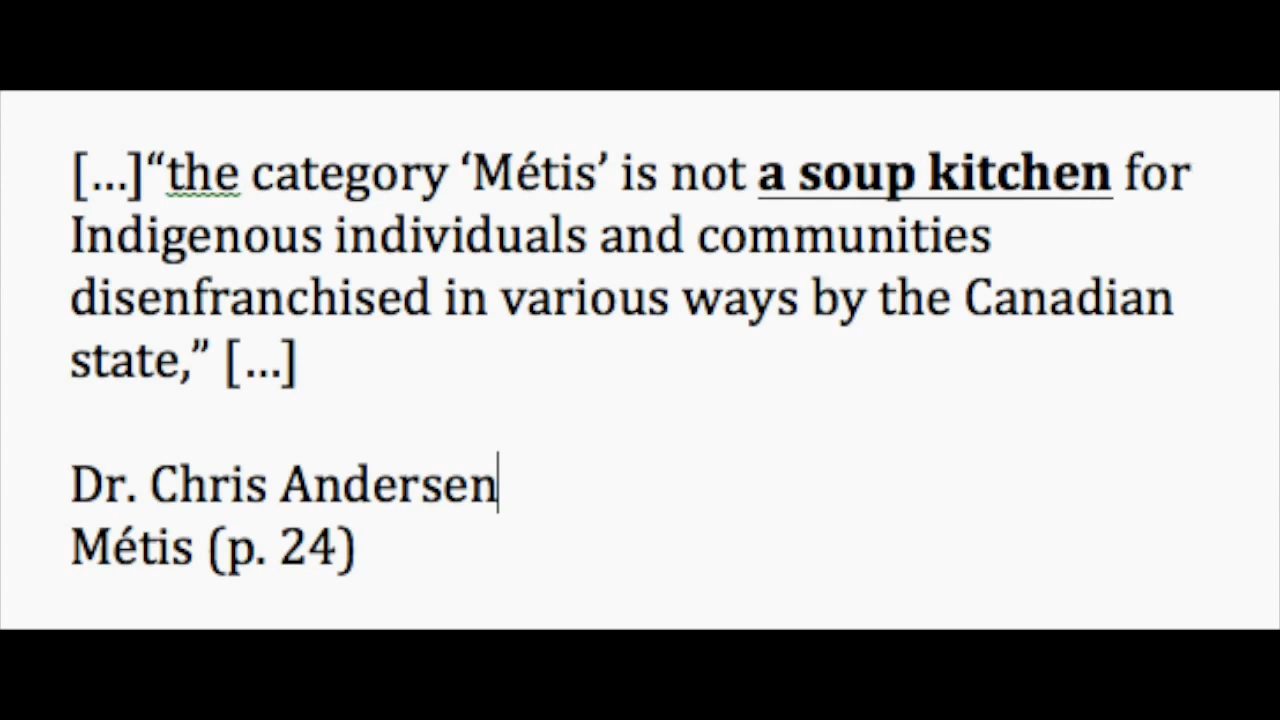 […]“the category ‘Métis’ is not a soup kitchen for
Indigenous individuals and communities
disenfranchised in various ways by the Canadian
state,” […]
Dr. Chris Andersen
Métis (p. 24)